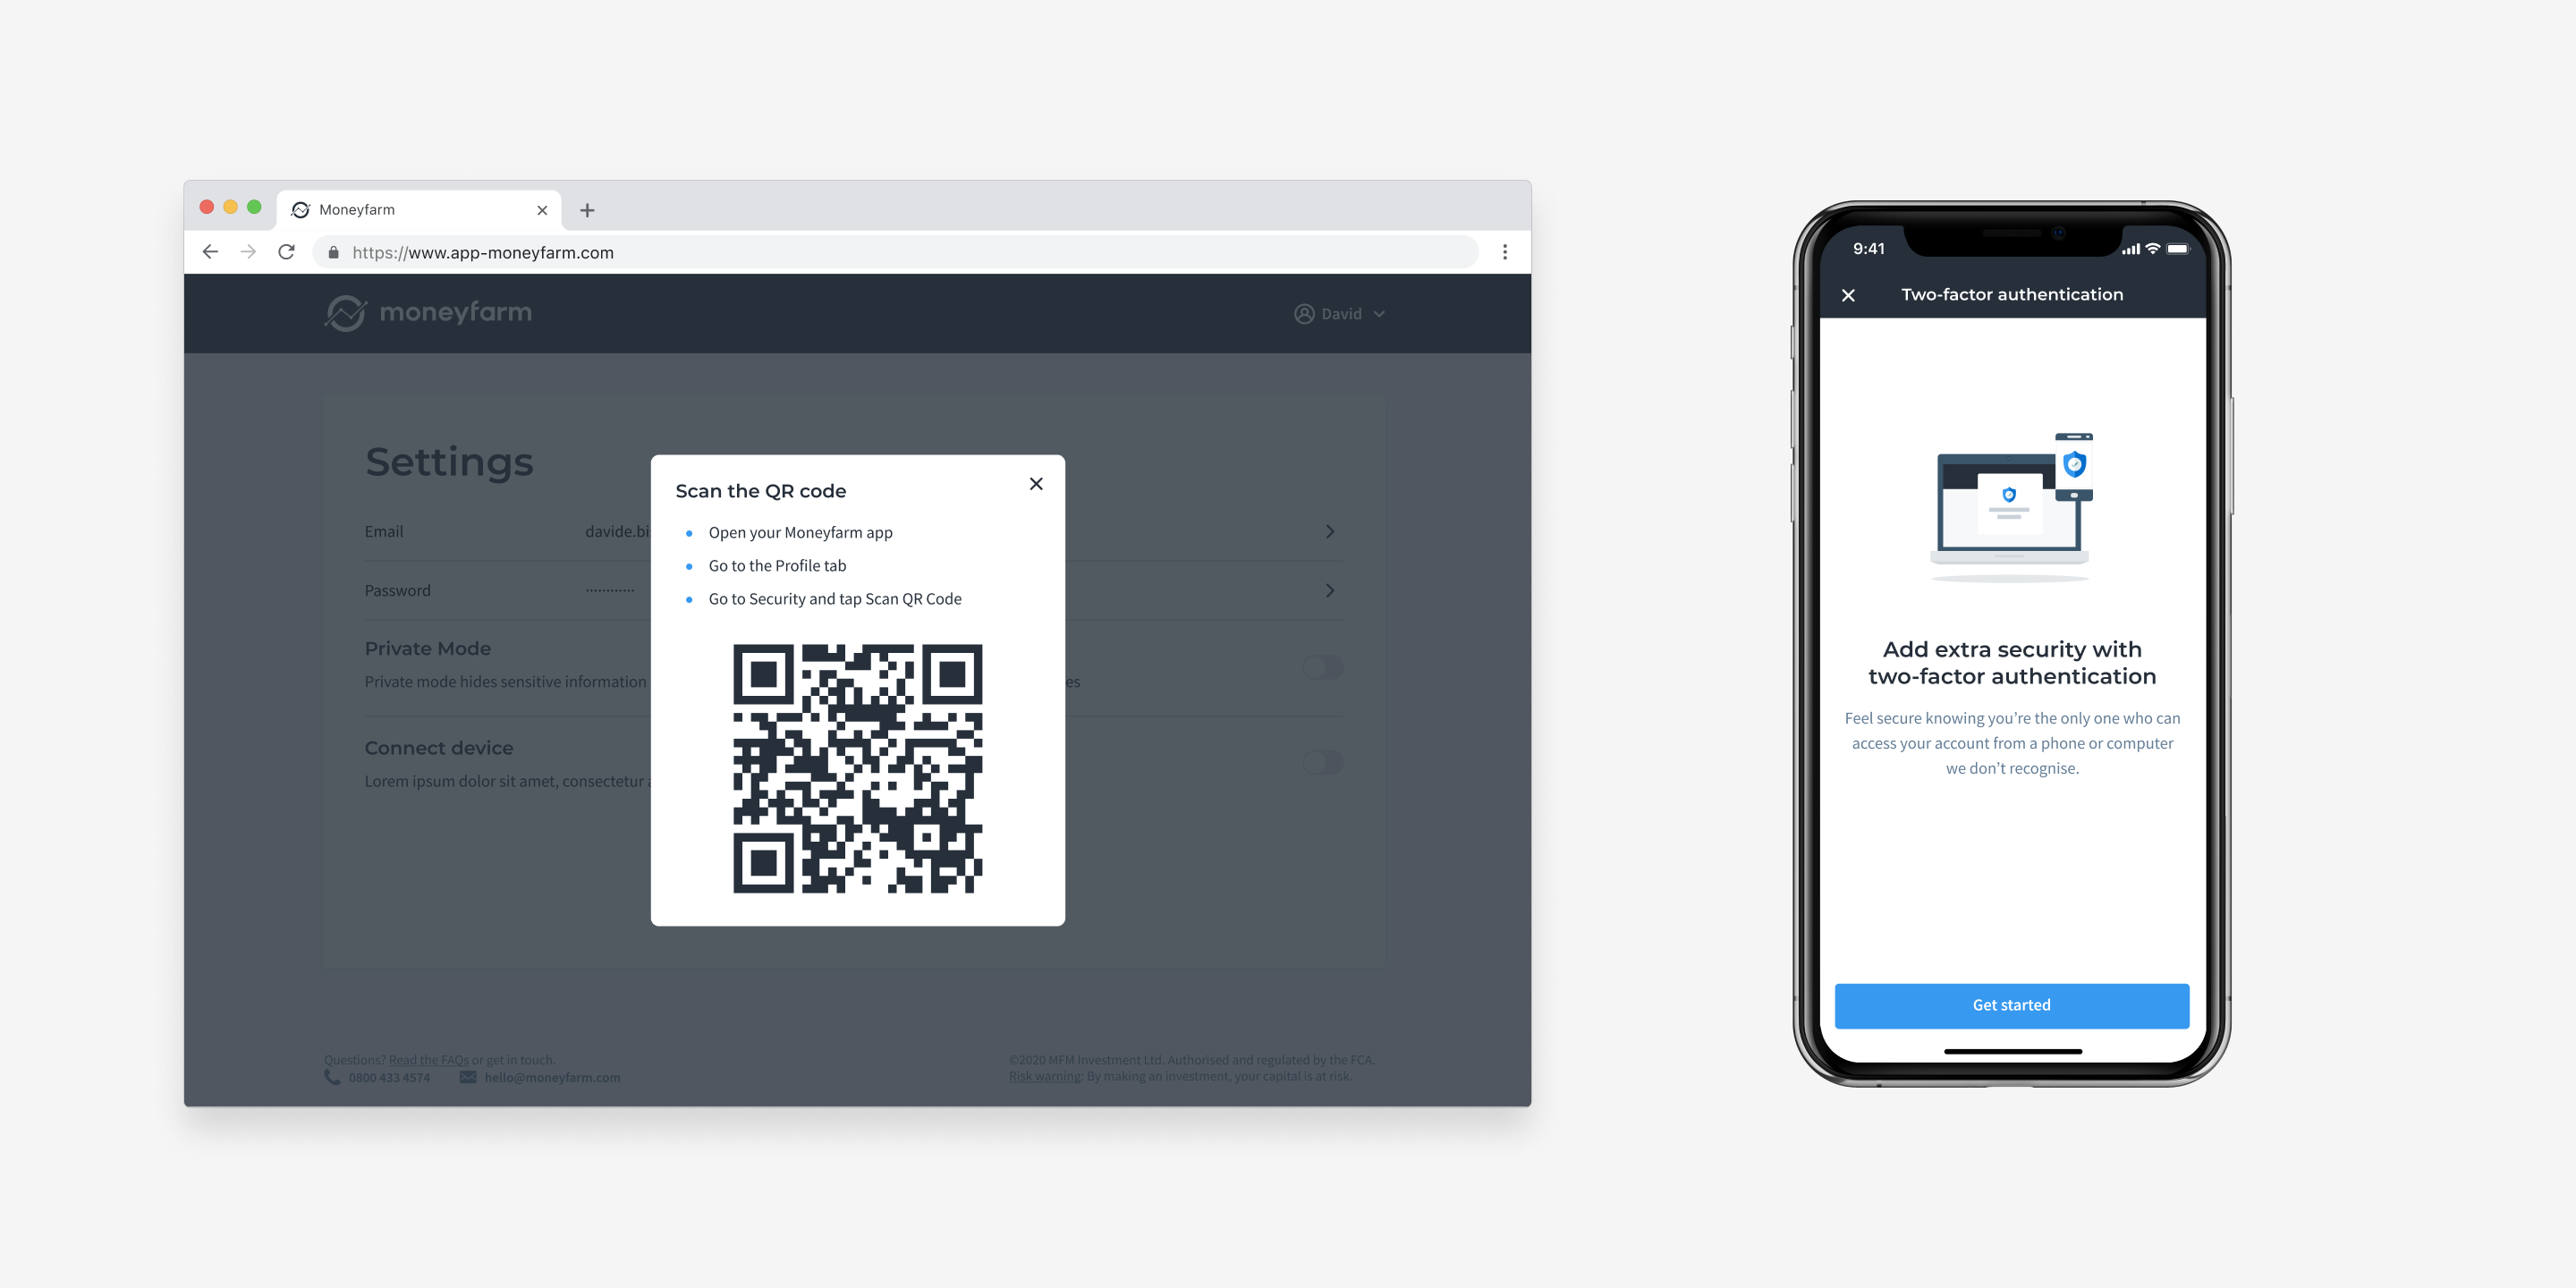 Moneyfarm
https://www.app-moneyfarm.com
moneyfarm
David
Settings
Email
davide.bi
Password
Private Mode
Private mode hides sensitive information
es
Connect device
Lorem ipsum dolor sit amet, consectetur
Scan the QR code
Open your Moneyfarm app
Go to the Profile tab
Go to Security and tap Scan QR Code
Questions? Read the FAQs or get in touch.
0800 433 4574 hello@moneyfarm.com
©2020 MFM Investment Ltd. Authorised and regulated by the FCA.
Risk warning: By making an investment, your capital is at risk.
9:41
Two-factor authentication
Add extra security with
two-factor authentication
Feel secure knowing you’re the only one who can
access your account from a phone or computer
we don’t recognise.
Get started